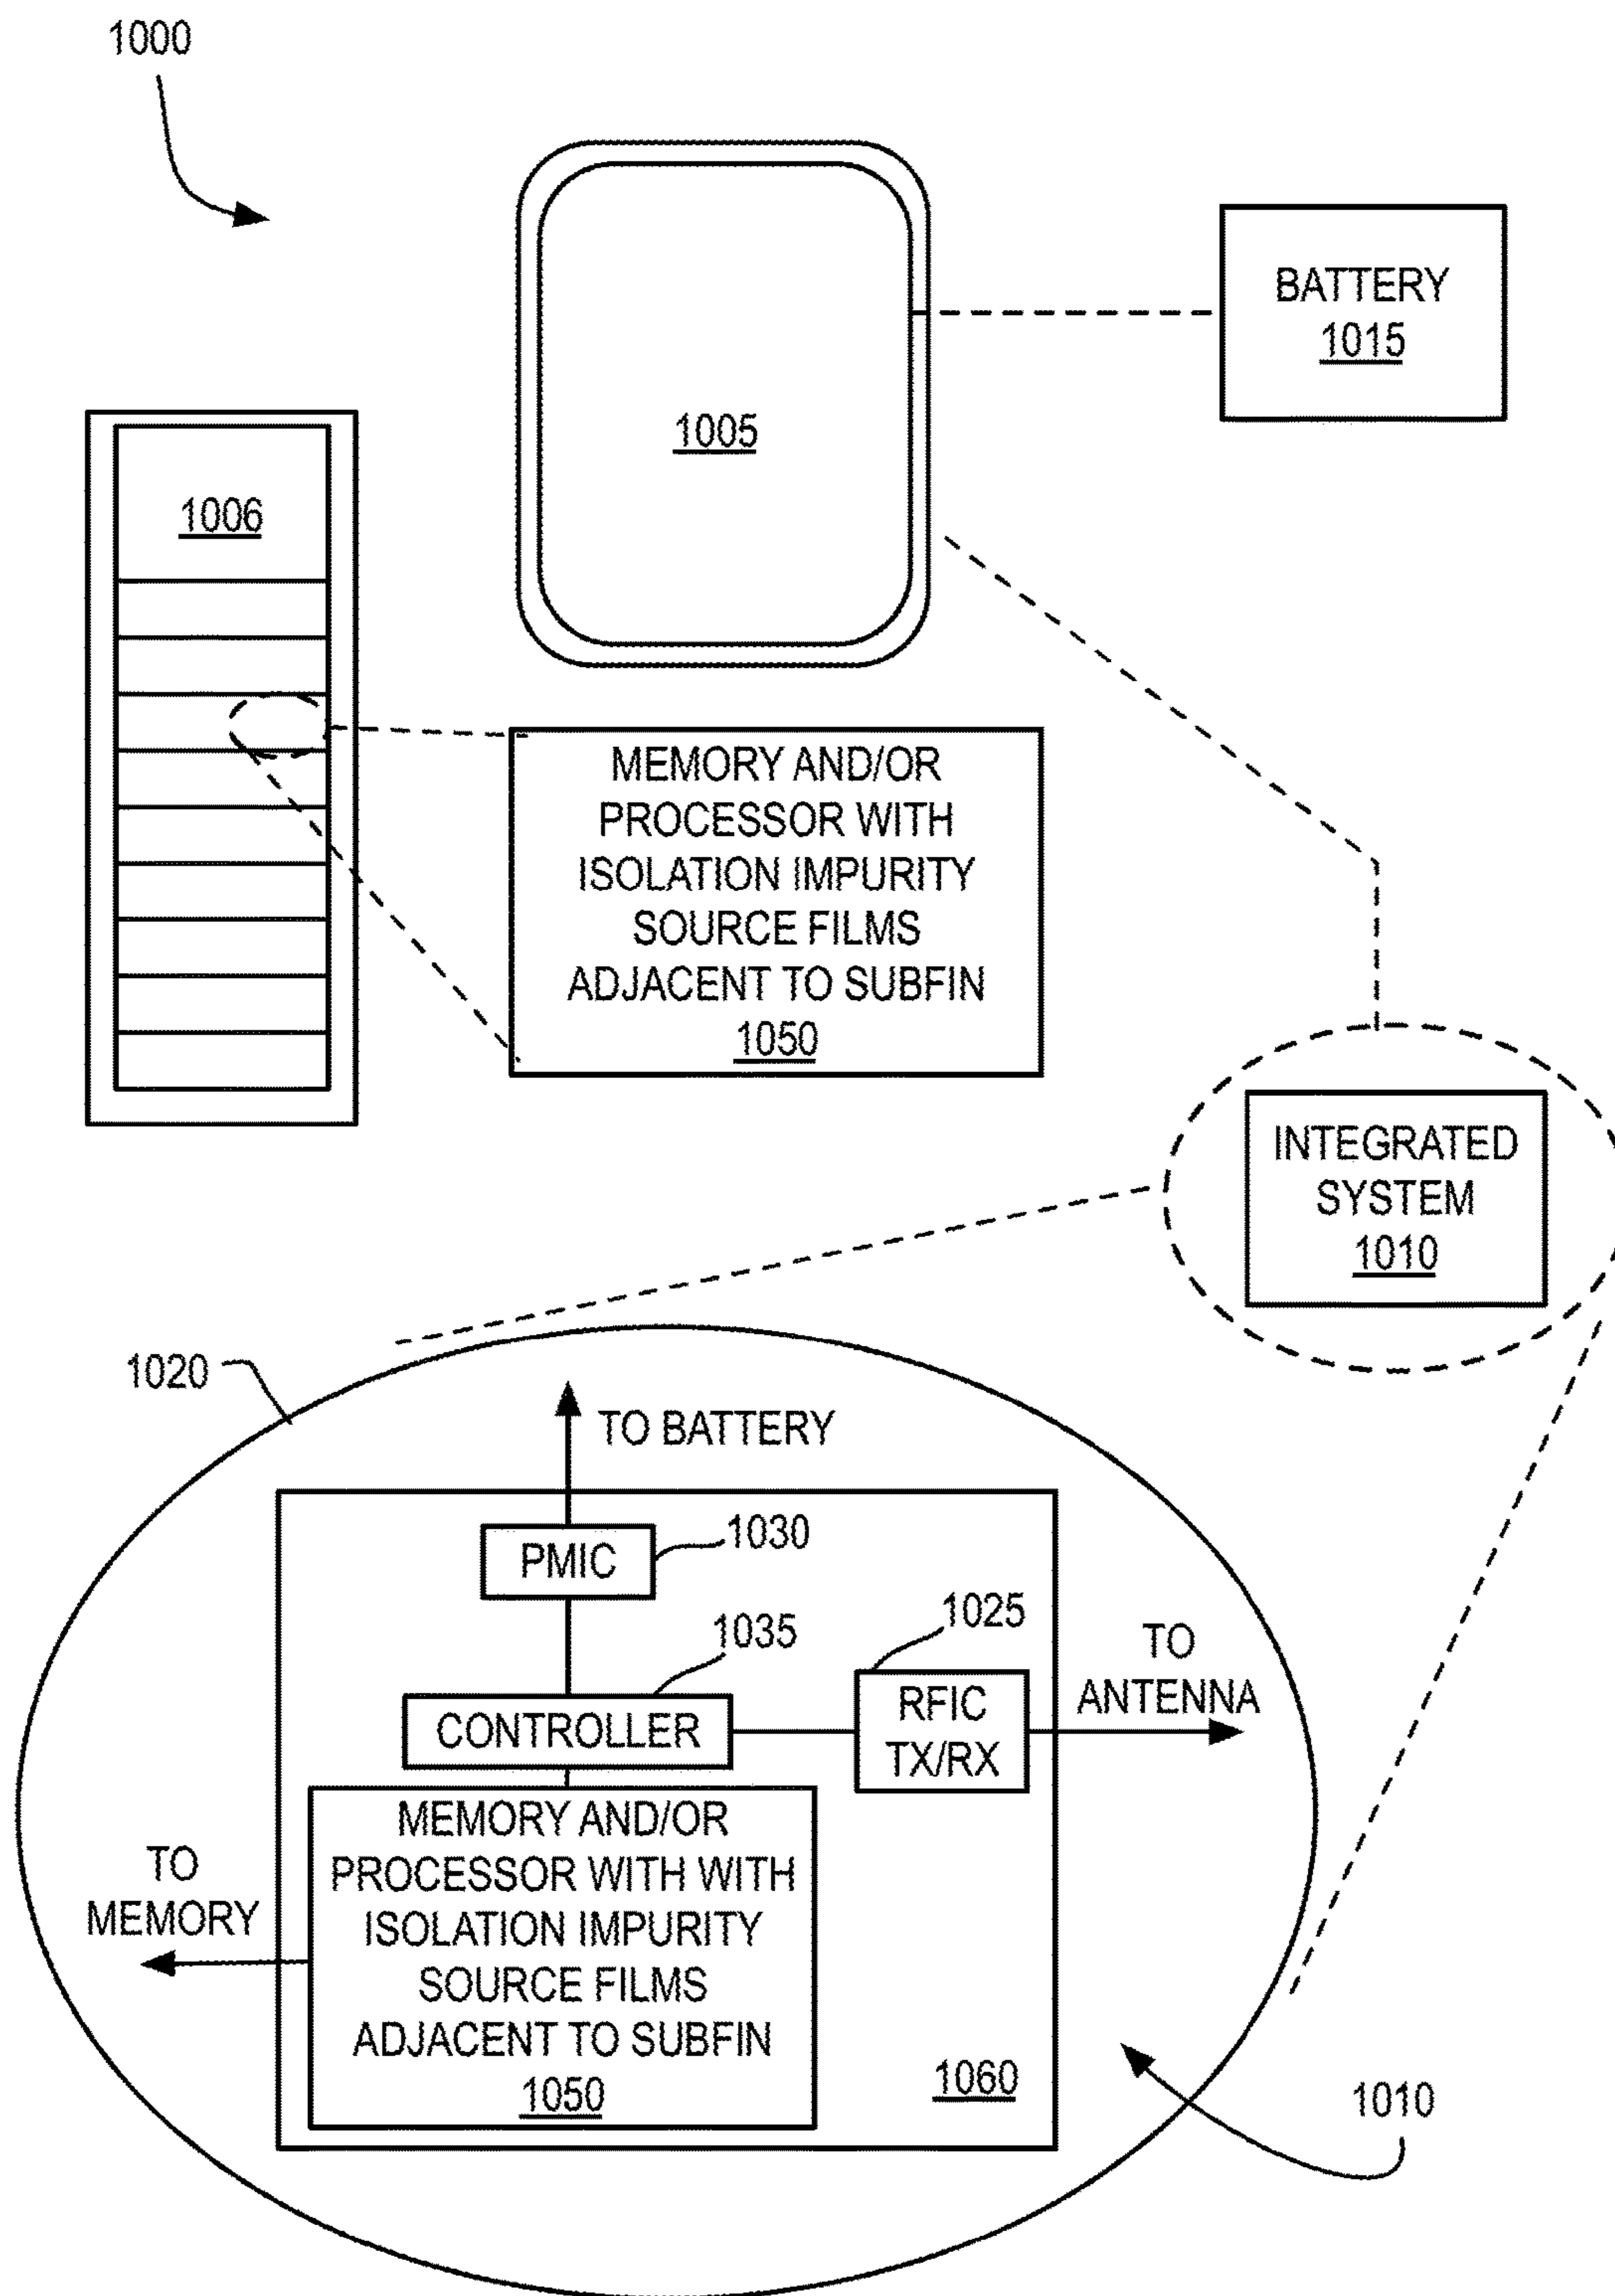 1000
BATTERY
1015
1005
1006
MEMORY AND/OR
PROCESSOR WITH
ISOLATION IMPURITY
SOURCE FILMS
ADJACENT TO SUBFIN
1050
INTEGRATED
SYSTEM
1010
1020
TO BATTERY
PMIC
1030
1035
1025
CONTROLLER
RFIC
TX/RX
TO
ANTENNA
MEMORY AND/OR
PROCESSOR WITH WITH
ISOLATION IMPURITY
SOURCE FILMS
ADJACENT TO SUBFIN
1050
TO
MEMORY
1060
1010